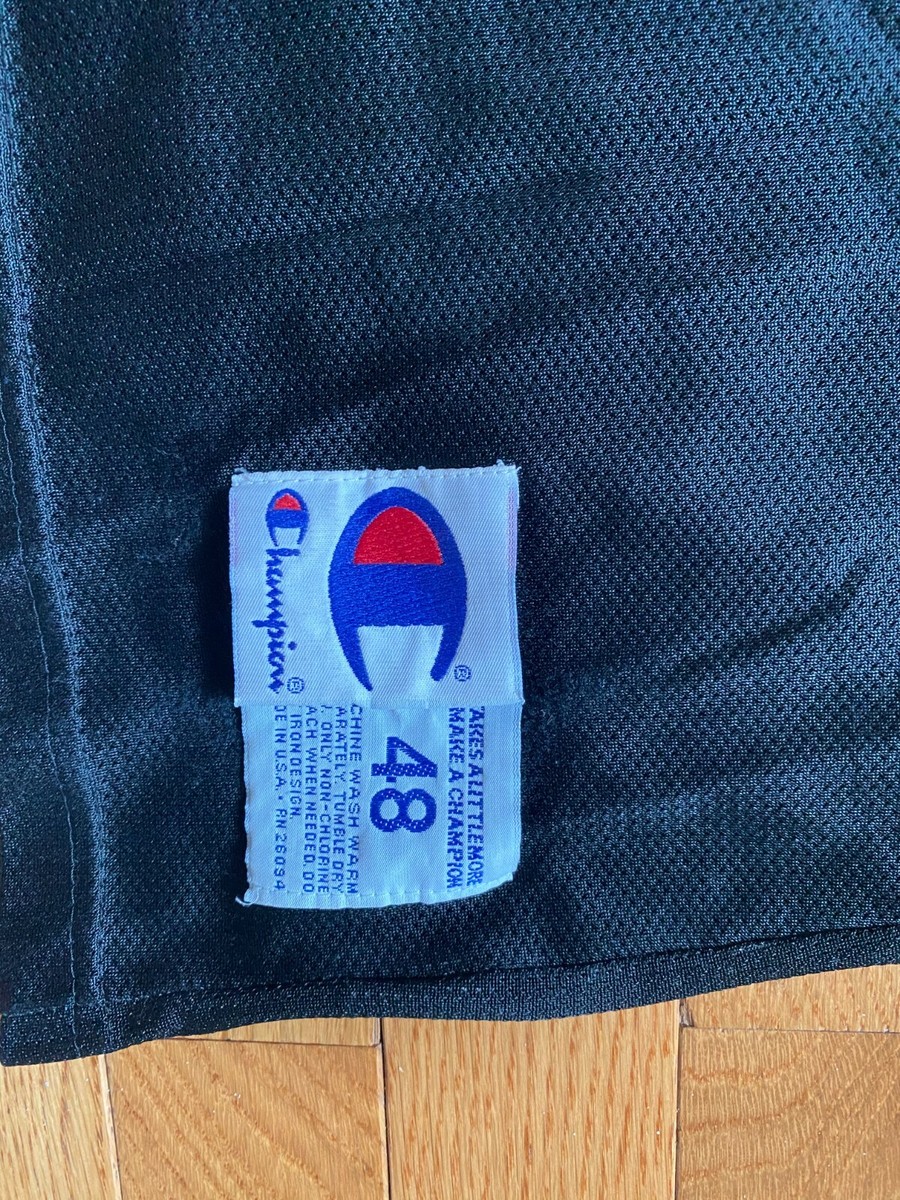 Champion®
®
TAKES A LITTLE MORE
MAKE A CHAMPION
48
CHINE WASH WARM
ARATELY. TUMBLE DRY
ONLY NON-CHLORINE
ACH WHEN NEEDED. DO
IRON DESIGN.
DE IN U.S.A. · RN 26094